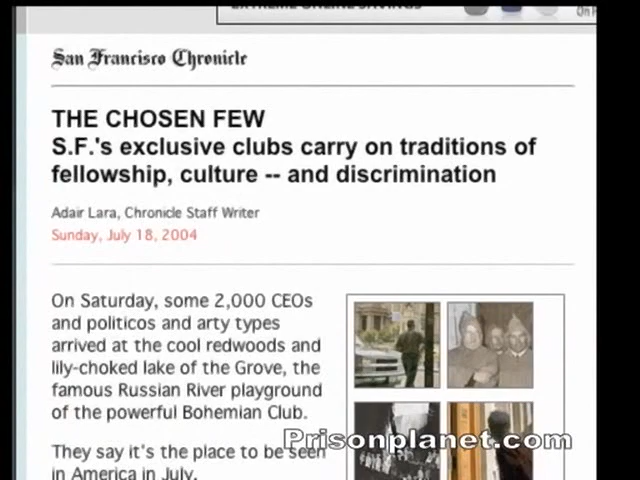 EXTREME ONLINE SAVINGS
San Francisco Chronicle
THE CHOSEN FEW
S.F.'s exclusive clubs carry on traditions of
fellowship, culture -- and discrimination
Adair Lara, Chronicle Staff Writer
Sunday, July 18, 2004
On Saturday, some 2,000 CEOs
and politicos and arty types
arrived at the cool redwoods and
lily-choked lake of the Grove, the
famous Russian River playground
of the powerful Bohemian Club.
They say it's the place to be seen
in America in July.
Prisonplanet.com